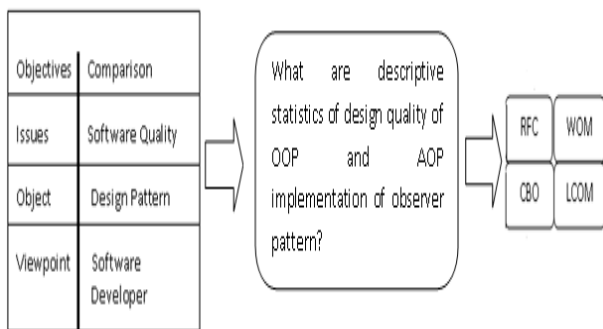 Objectives Comparison
Issues Software Quality
Object Design Pattern
Viewpoint Software
Developer
What are descriptive
statistics of design quality of
OOP and AOP
implementation of observer
pattern?
RFC WOM
CBO LCOM